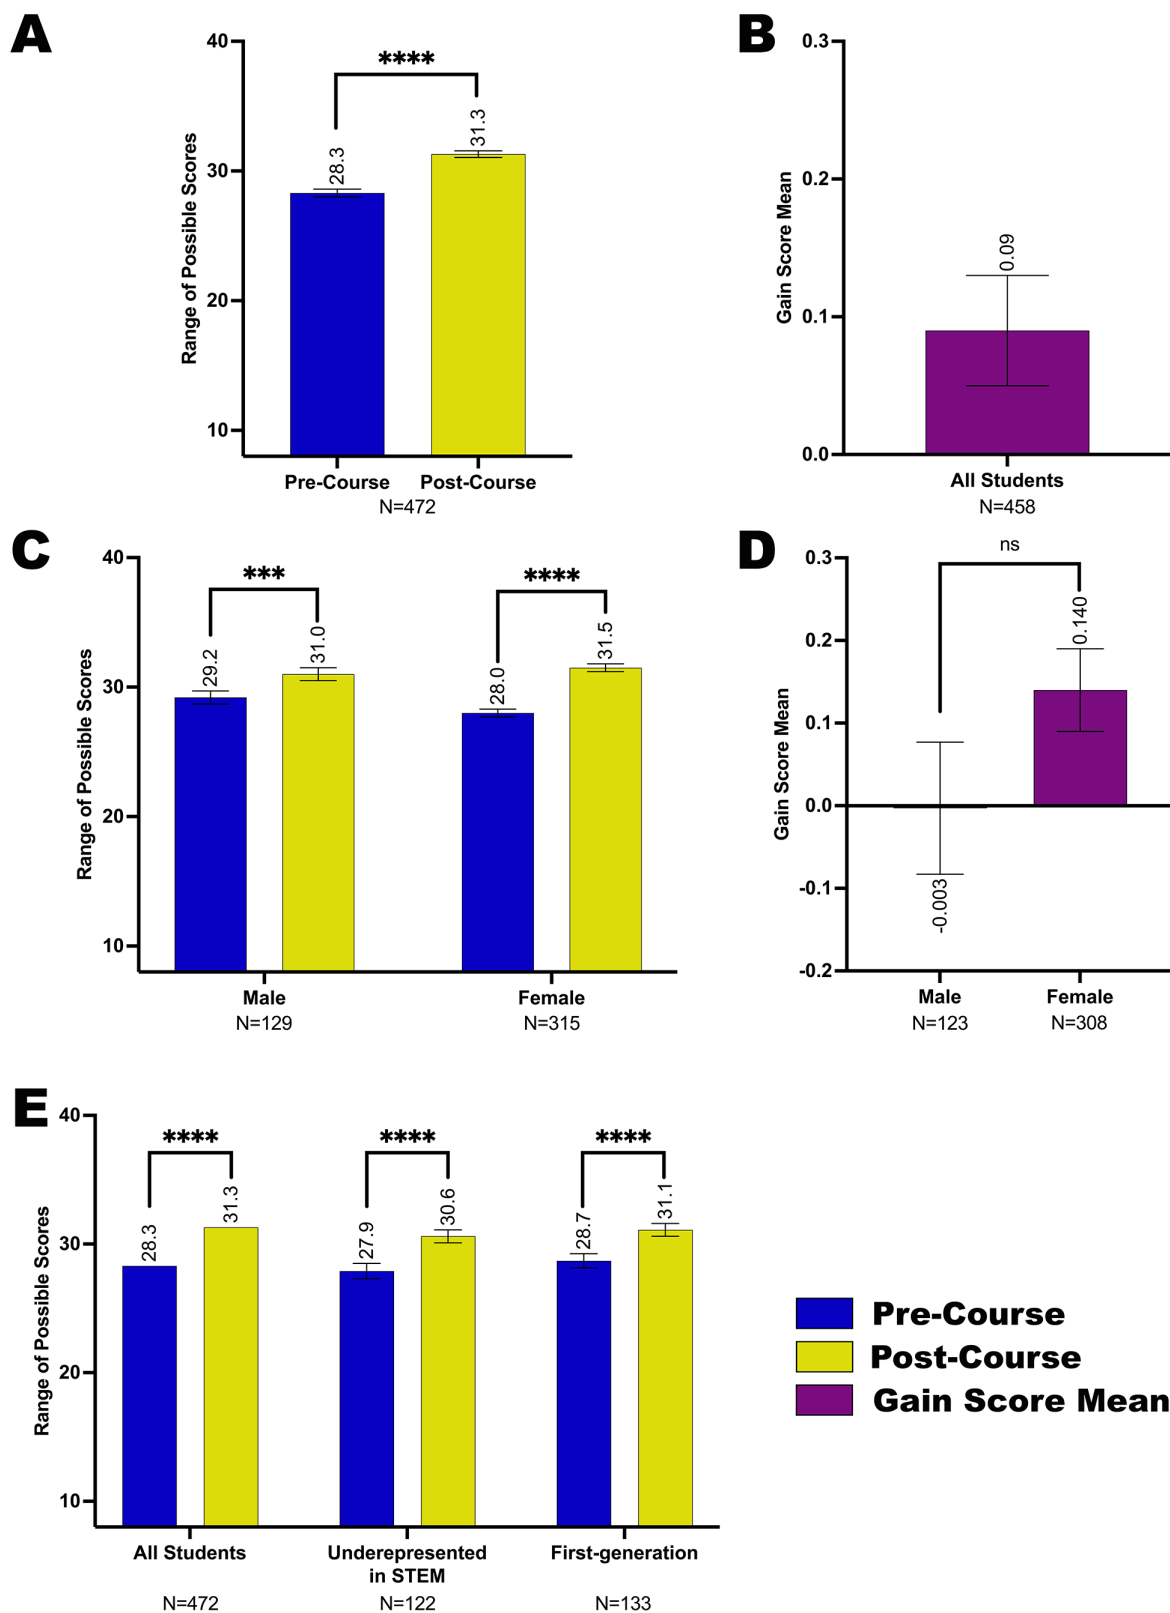 A
40
30
20
10
Range of Possible Scores
****
28.3
31.3
Pre-Course
Post-Course
N=472
B
0.3
0.2
0.1
0.0
Gain Score Mean
0.09
All Students
N=458
C
40
30
20
10
Range of Possible Scores
***
29.2
31.0
****
28.0
31.5
Male
N=129
Female
N=315
D
0.3
0.2
0.1
0.0
-0.1
-0.2
Gain Score Mean
ns
-0.003
0.140
Male
N=123
Female
N=308
E
40
30
20
10
Range of Possible Scores
****
28.3
31.3
****
27.9
30.6
****
28.7
31.1
All Students
N=472
Underepresented
in STEM
N=122
First-generation
N=133
Pre-Course
Post-Course
Gain Score Mean